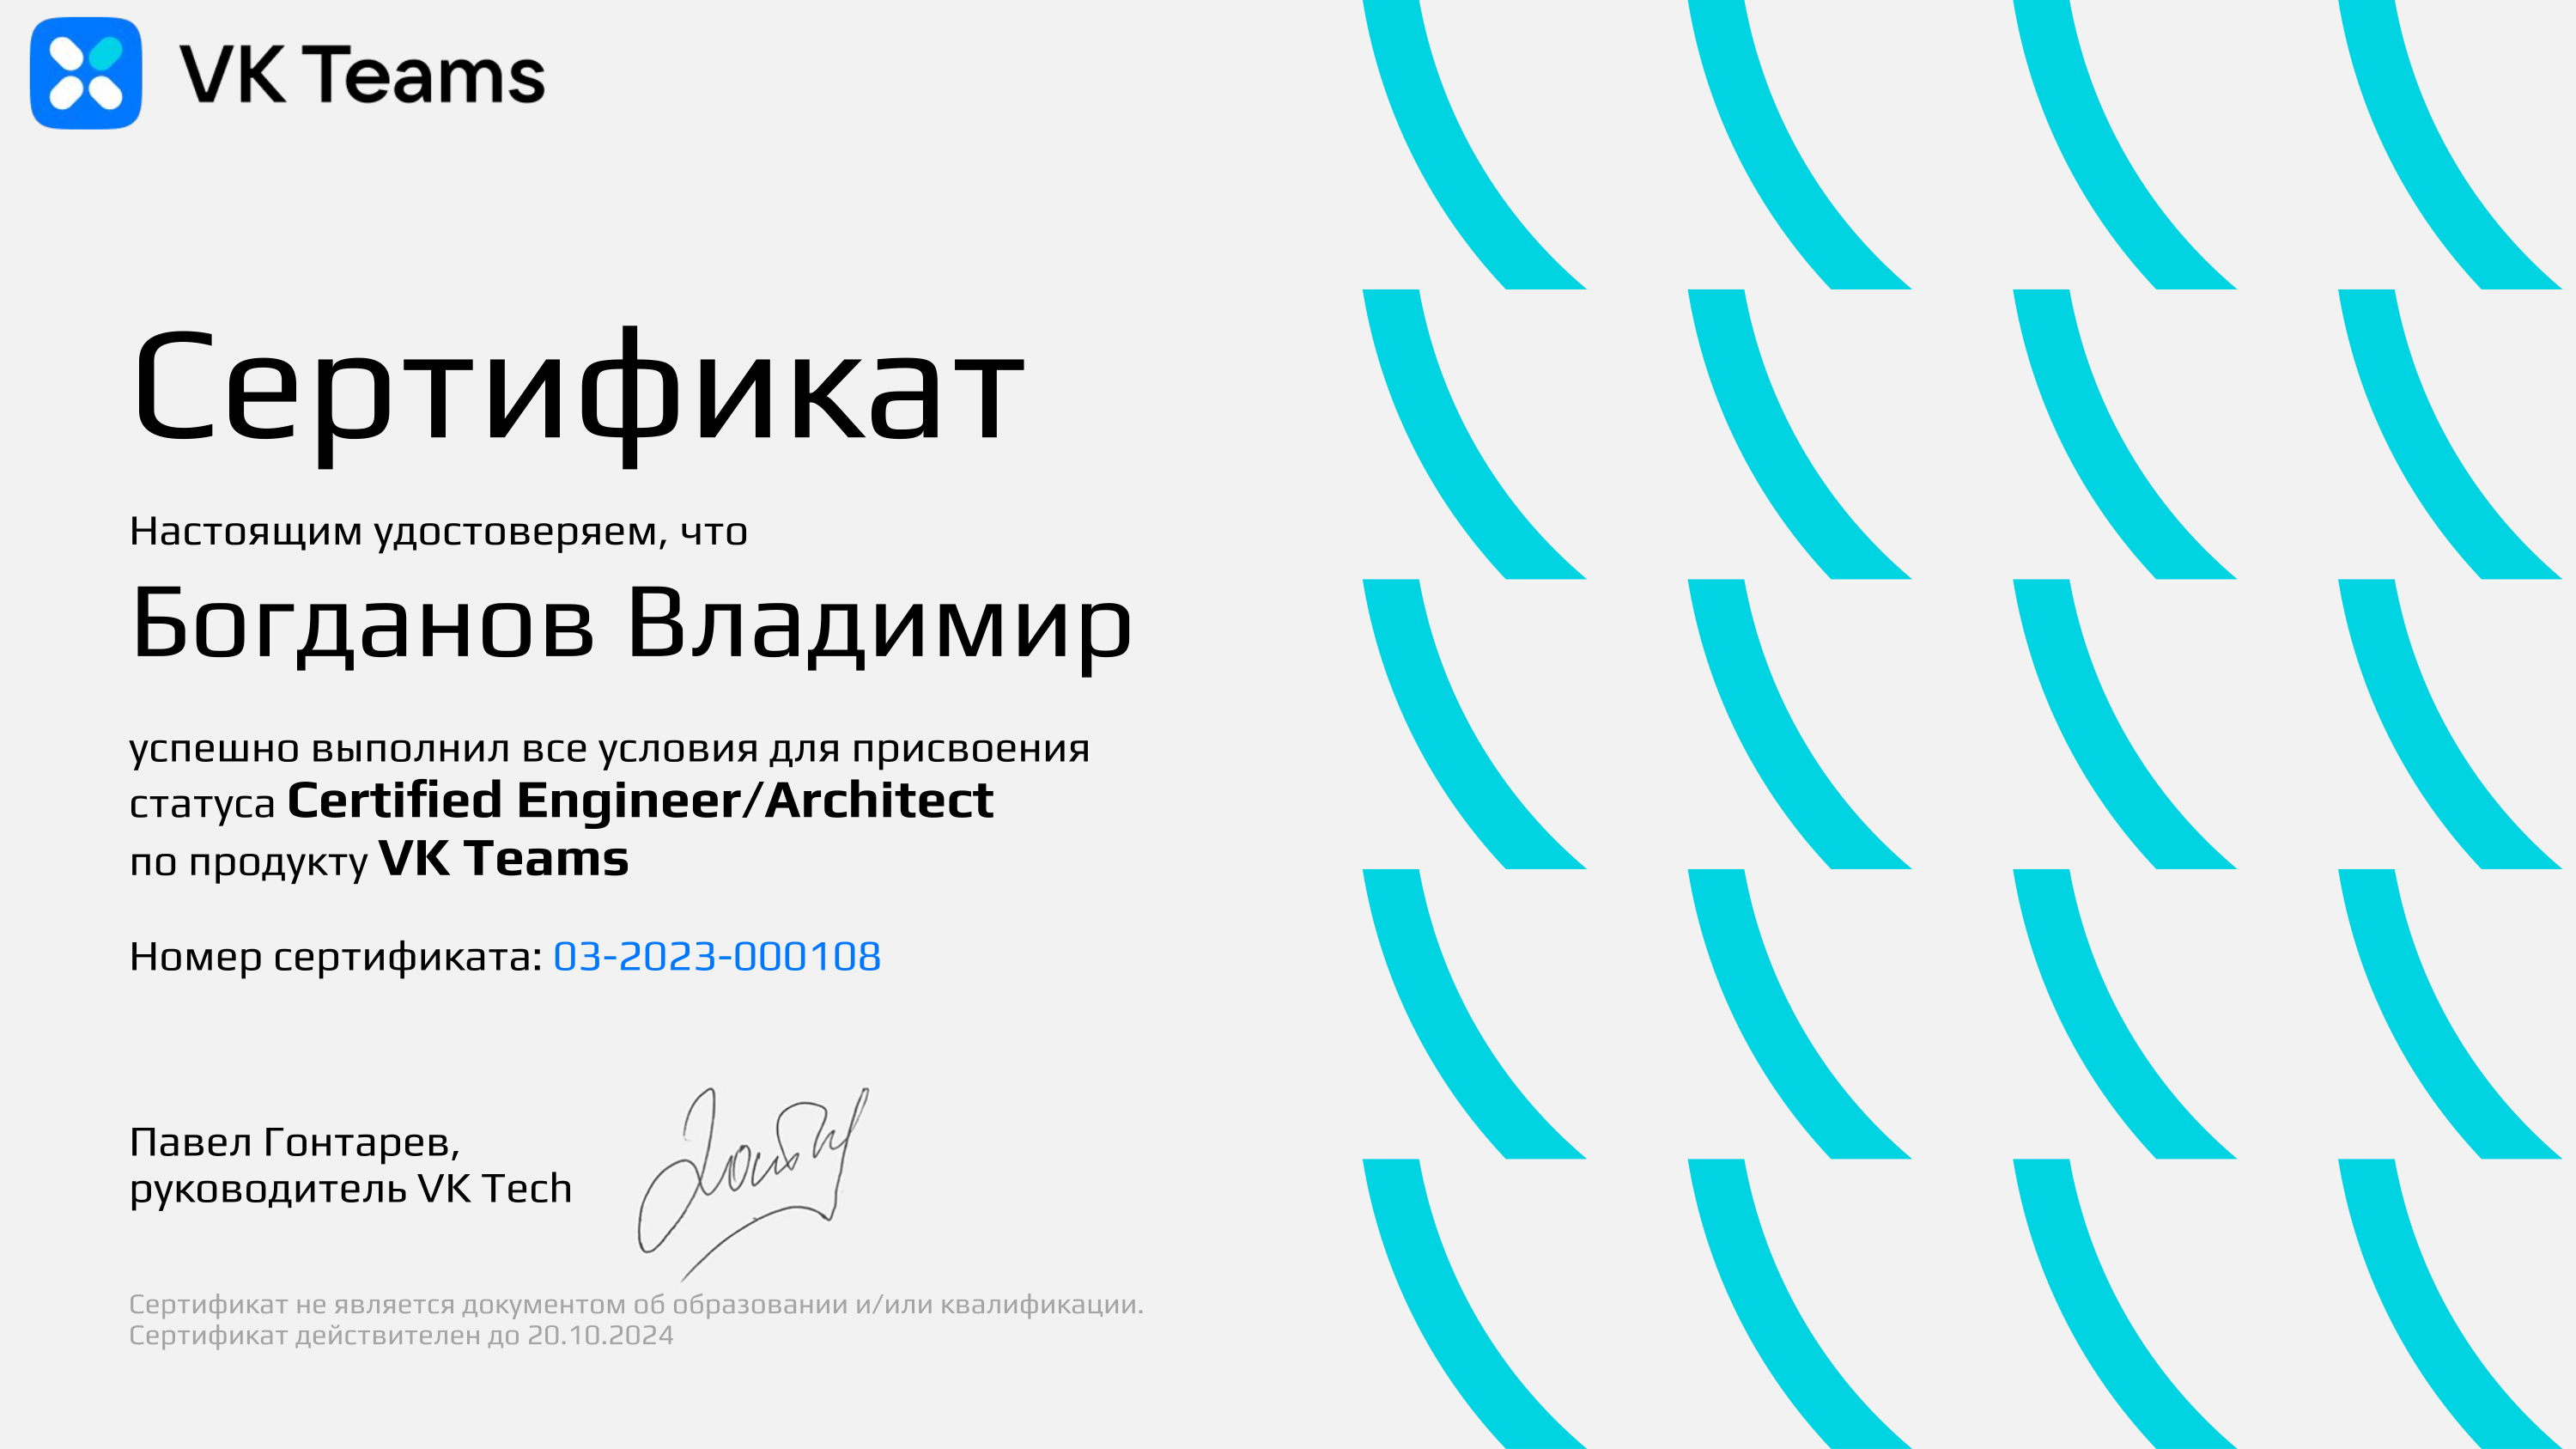 VK Teams
Сертификат
Настоящим удостоверяем, что
Богданов Владимир
успешно выполнил все условия для присвоения
статуса Certified Engineer/Architect
по продукту VK Teams
Номер сертификата: 03-2023-000108
Павел Гонтарев,
руководитель VK Tech
Сертификат не является документом об образовании и/или квалификации.
Сертификат действителен до 20.10.2024